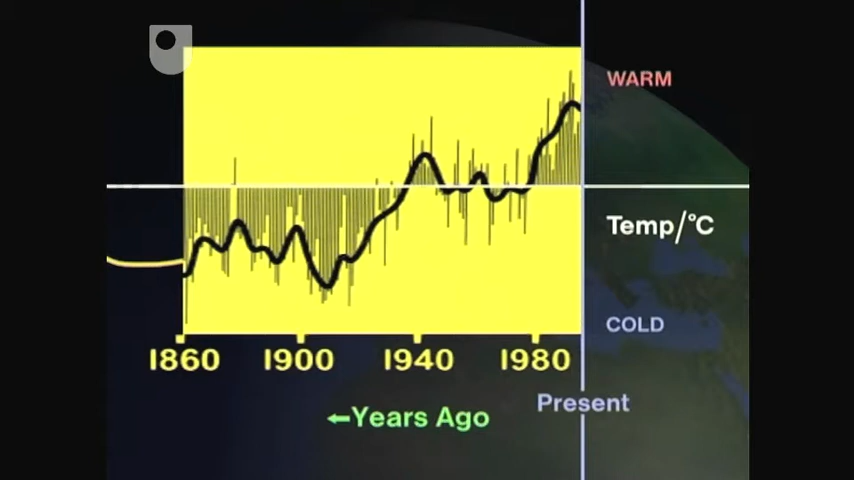 WARM
Temp/°C
COLD
1860 1900 1940 1980
Present
←Years Ago